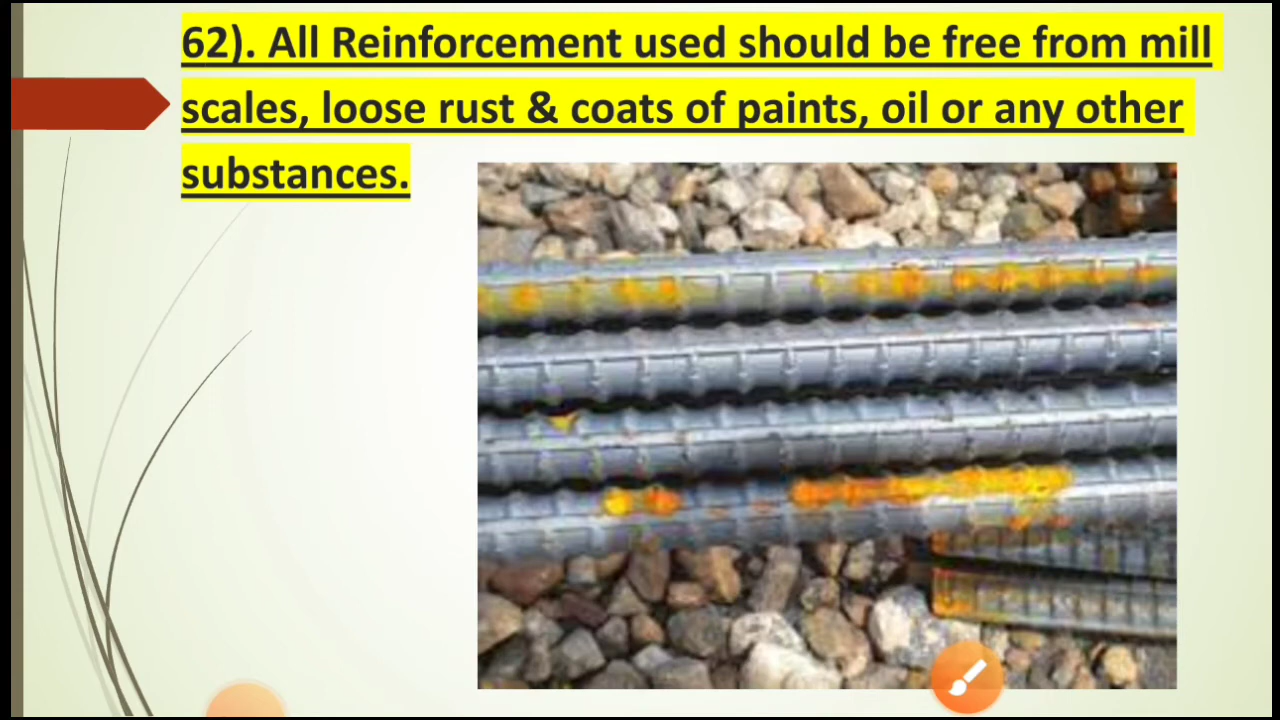 62). All Reinforcement used should be free from mill
scales, loose rust & coats of paints, oil or any other
substances.